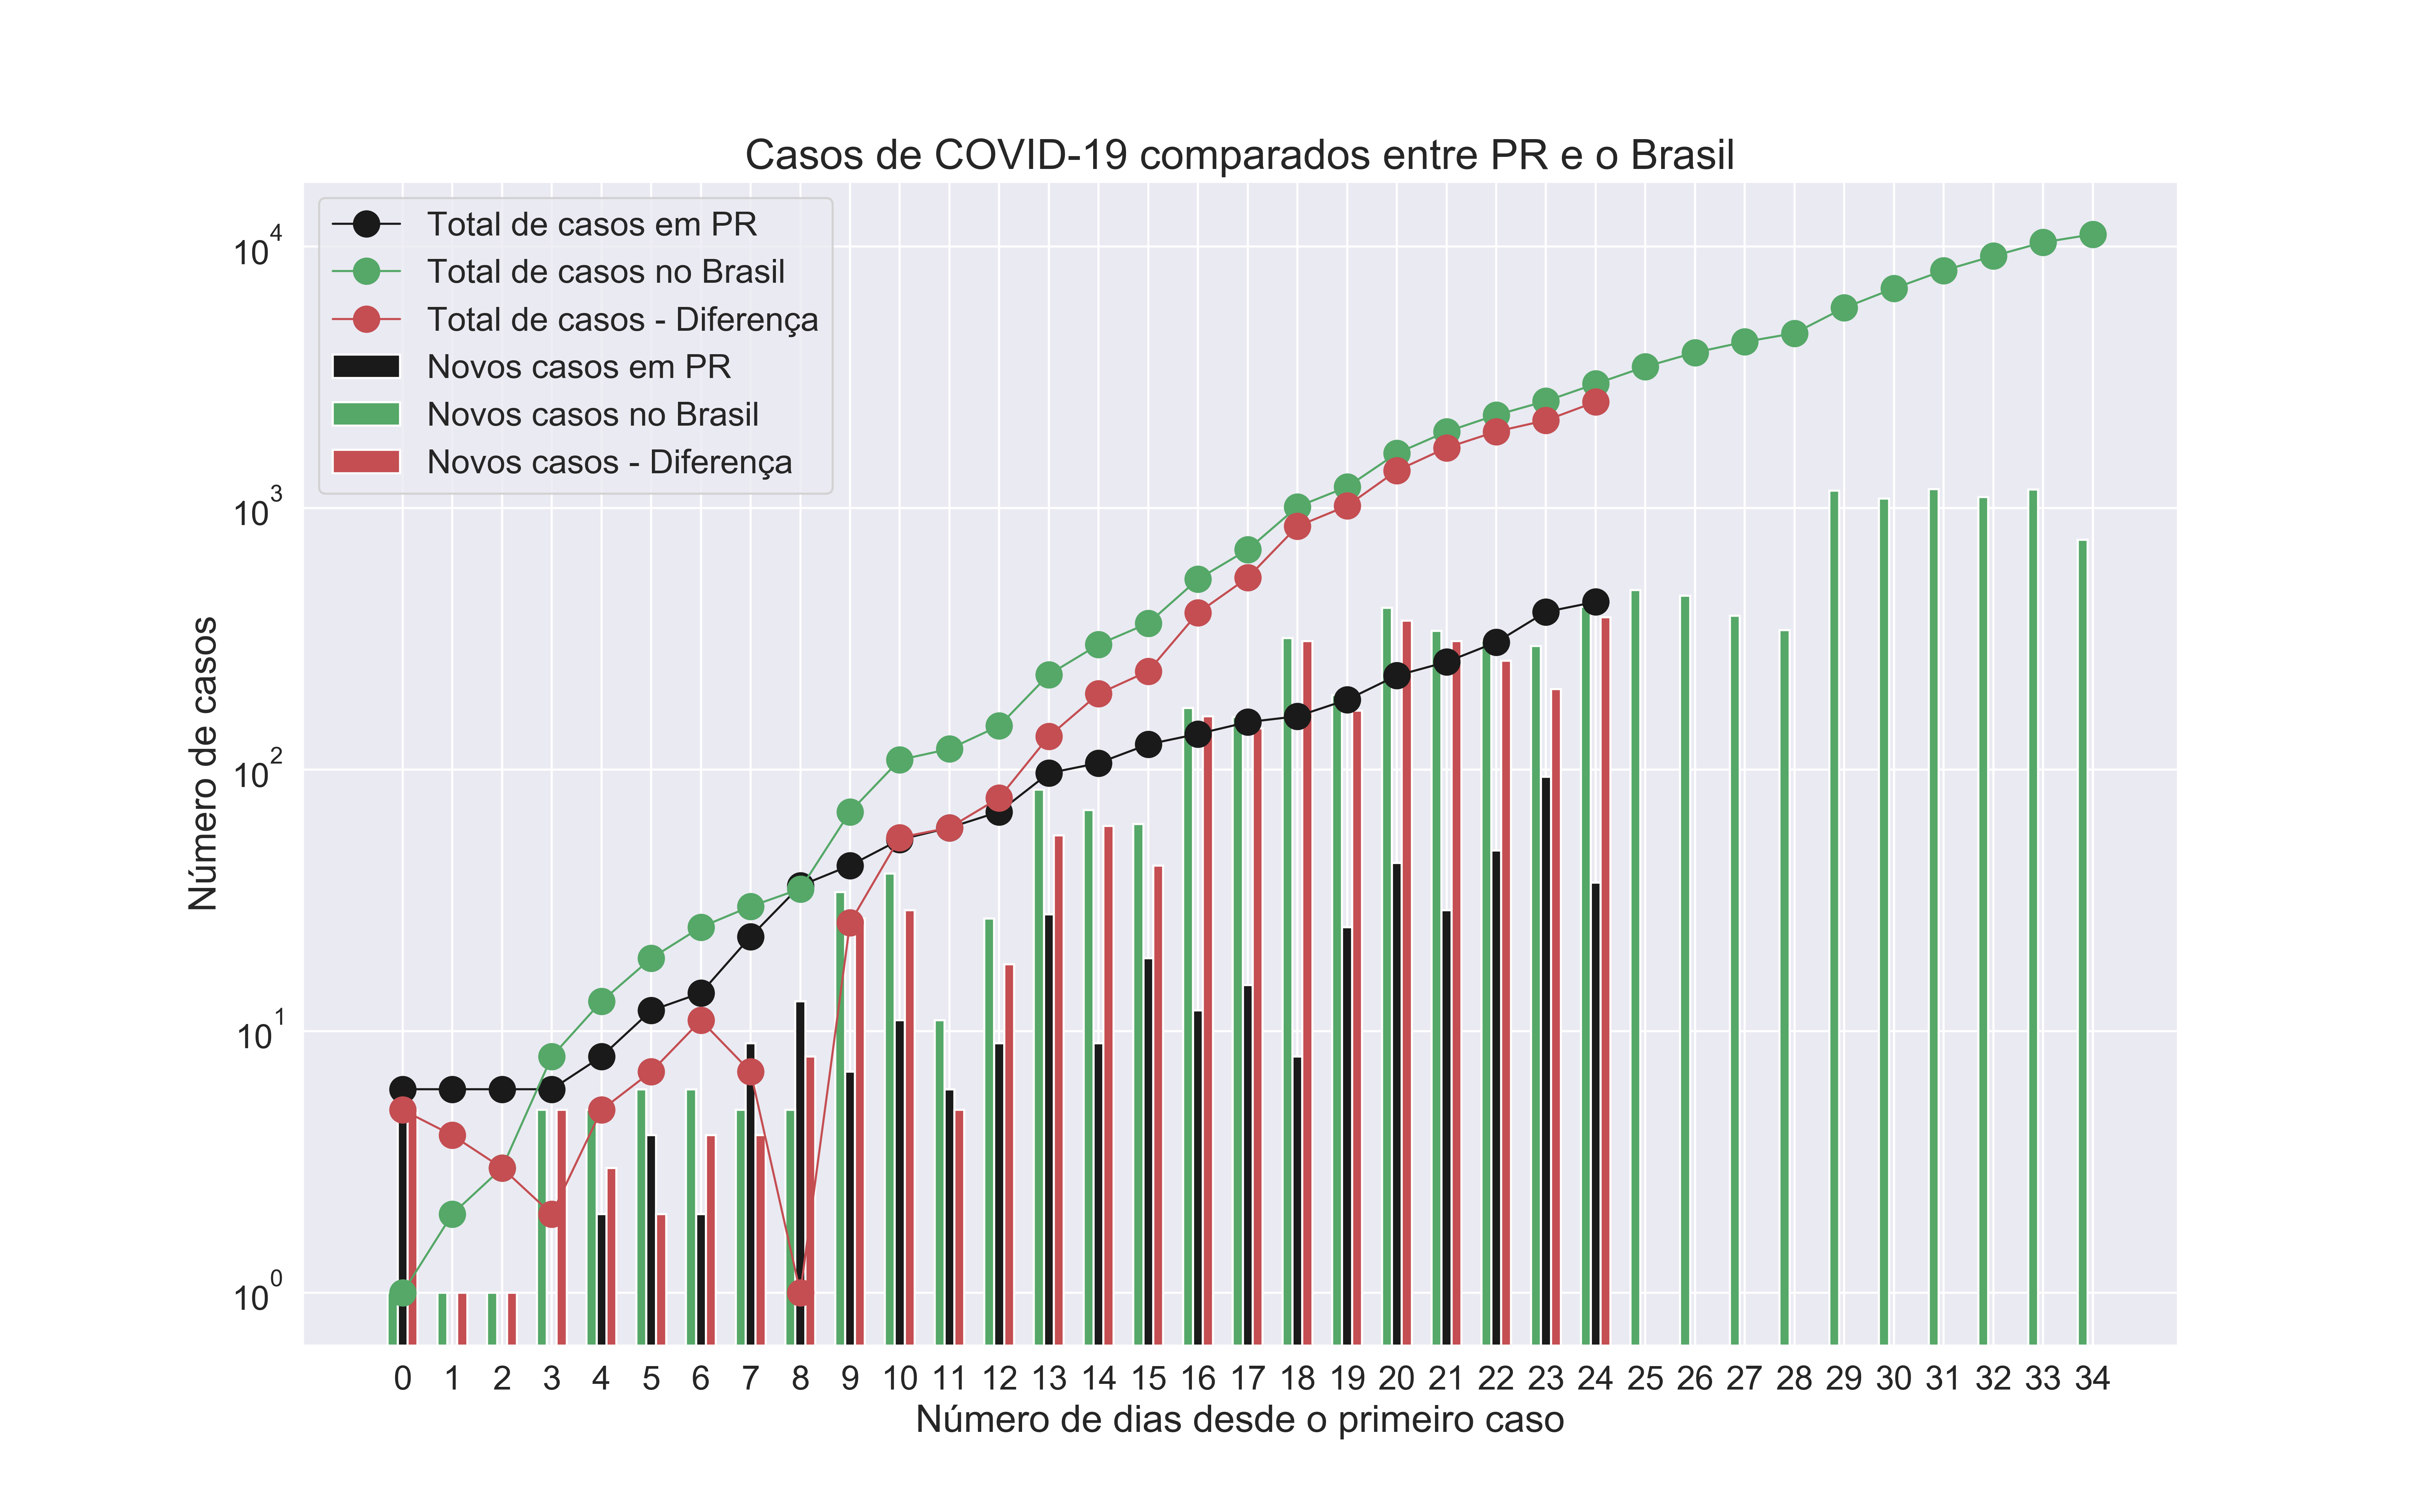 Casos de COVID-19 comparados entre PR e o Brasil
Total de casos em PR
Total de casos no Brasil
Total de casos - Diferença
Novos casos em PR
Novos casos no Brasil
Novos casos - Diferença
10⁴
10³
10²
10¹
10⁰
Número de casos
0 1 2 3 4 5 6 7 8 9 10 11 12 13 14 15 16 17 18 19 20 21 22 23 24 25 26 27 28 29 30 31 32 33 34
Número de dias desde o primeiro caso